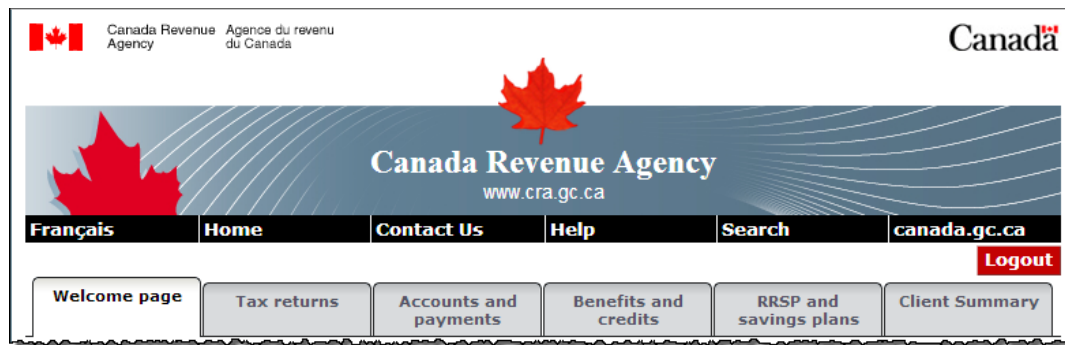 Canada Revenue Agency
Agence du revenu du Canada
Canada
Canada Revenue Agency
www.cra.gc.ca
Français Home Contact Us Help Search canada.gc.ca
Logout
Welcome page Tax returns Accounts and payments Benefits and credits RRSP and savings plans Client Summary